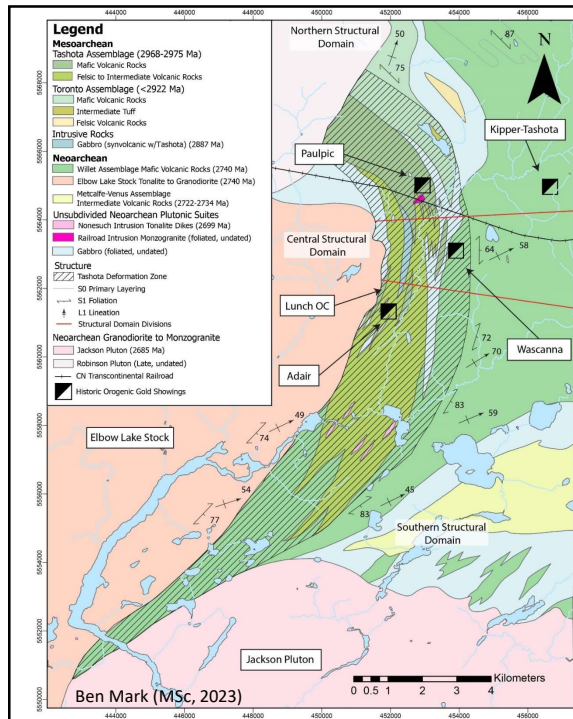 444000
446000
448000
450000
452000
454000
456000
Legend
Mesoarchean
Tashota Assemblage (2968-2975 Ma)
Mafic Volcanic Rocks
Felsic to Intermediate Volcanic Rocks
Toronto Assemblage (<2922 Ma)
Mafic Volcanic Rocks
Intermediate Tuff
Felsic Volcanic Rocks
Intrusive Rocks
Gabbro (synvolcanic w/Tashota) (2887 Ma)
Neoarchean
Willet Assemblage Mafic Volcanic Rocks (2740 Ma)
Elbow Lake Stock Tonalite to Granodiorite (2740 Ma)
Metcalfe-Venus Assemblage
Intermediate Volcanic Rocks (2722-2734 Ma)
Unsubdivided Neoarchean Plutonic Suites
Nonesuch Intrusion Tonalite Dikes (2699 Ma)
Railroad Intrusion Monzogranite (foliated, undated)
Gabbro (foliated, undated)
Structure
Tashota Deformation Zone
S0 Primary Layering
S1 Foliation
L1 Lineation
Structural Domain Divisions
Neoarchean Granodiorite to Monzogranite
Jackson Pluton (2685 Ma)
Robinson Pluton (Late, undated)
CN Transcontinental Railroad
Historic Orogenic Gold Showings
Northern Structural
Domain
50
75
87
N
Kipper-Tashota
Paulpic
Central Structural
Domain
64
58
Lunch OC
Wascanna
Adair
72
70
83
59
49
74
Elbow Lake Stock
54
77
45
83
Southern Structural
Domain
Jackson Pluton
Kilometers
0 0.5 1 2 3 4
Ben Mark (MSc, 2023)
5568000
5566000
5564000
5562000
5560000
5558000
5556000
5554000
5552000
5550000
444000
446000
448000
450000
452000
454000
456000